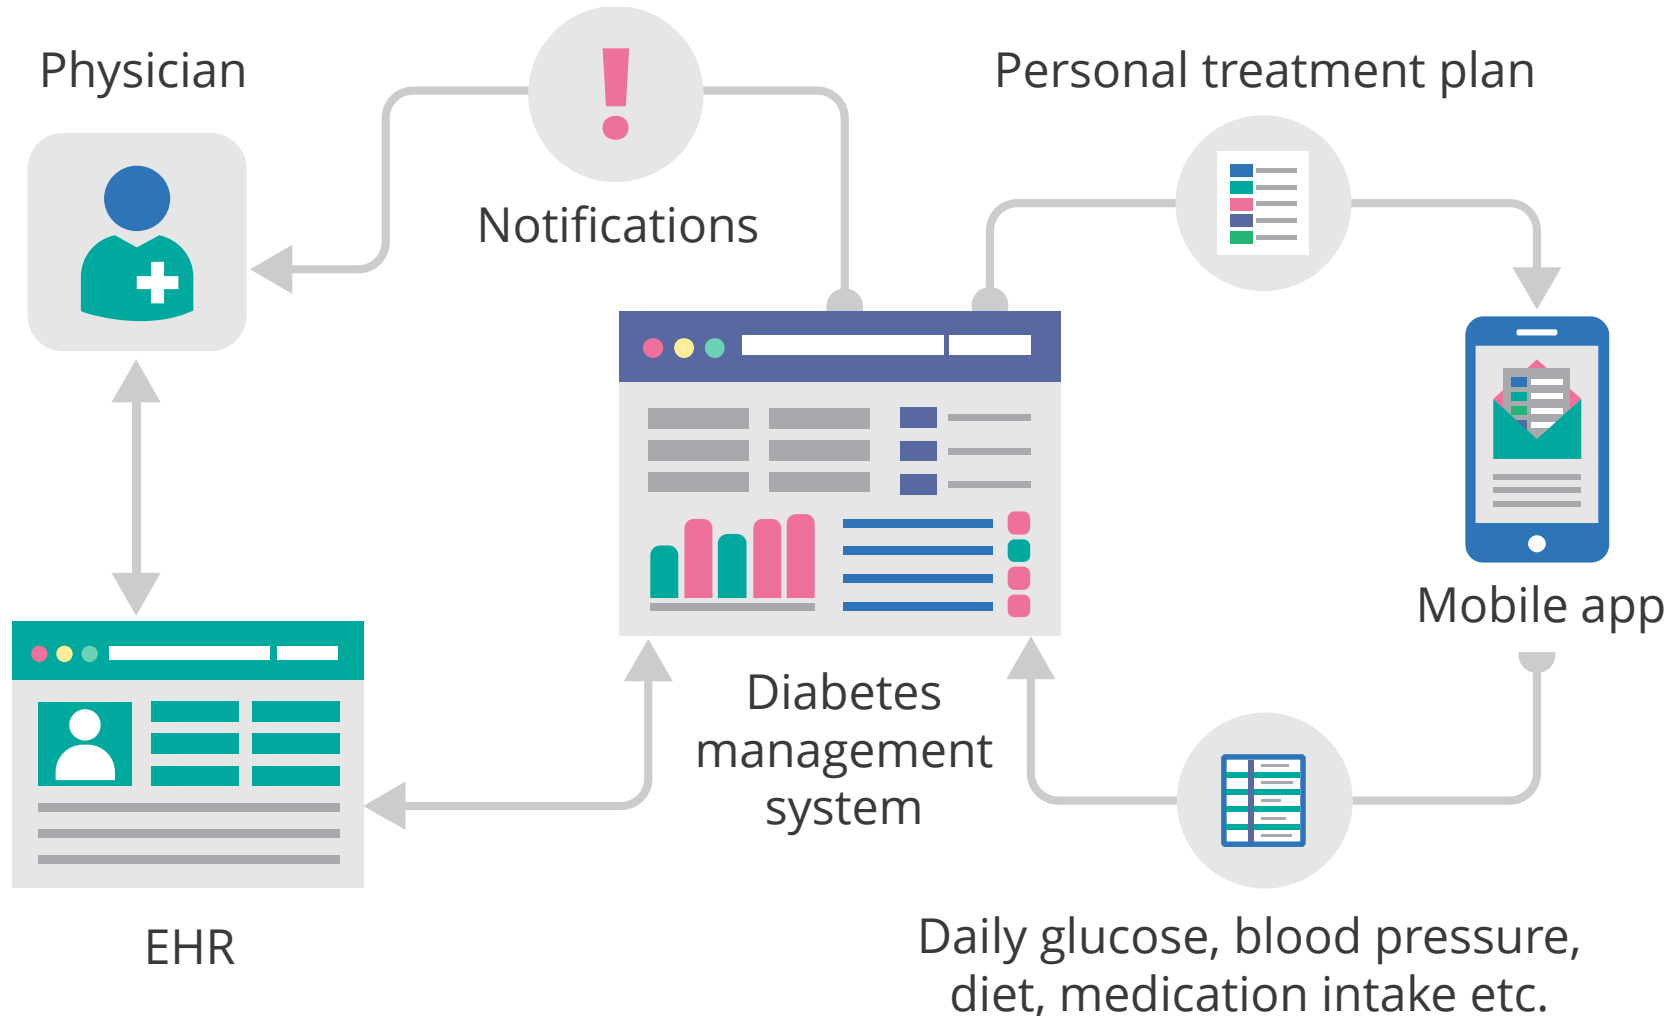 Physician
Personal treatment plan
Notifications
Mobile app
Diabetes
management
system
EHR
Daily glucose, blood pressure,
diet, medication intake etc.